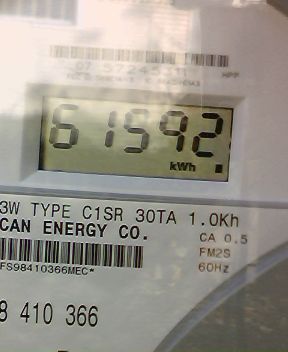 61592
kWh
3W TYPE C1SR 30TA 1.0Kh
CAN ENERGY CO.
CA 0.5
FM2S
60Hz
FS98410366MEC*
8 410 366